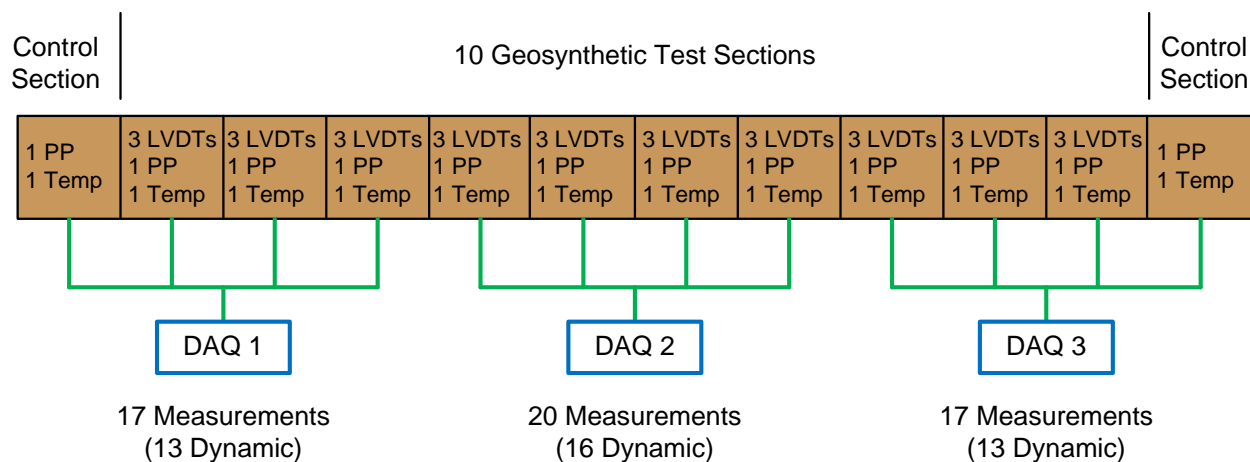 Control
Section
10 Geosynthetic Test Sections
Control
Section
1 PP
1 Temp
3 LVDTs
1 PP
1 Temp
3 LVDTs
1 PP
1 Temp
3 LVDTs
1 PP
1 Temp
3 LVDTs
1 PP
1 Temp
3 LVDTs
1 PP
1 Temp
3 LVDTs
1 PP
1 Temp
3 LVDTs
1 PP
1 Temp
3 LVDTs
1 PP
1 Temp
3 LVDTs
1 PP
1 Temp
3 LVDTs
1 PP
1 Temp
1 PP
1 Temp
DAQ 1
DAQ 2
DAQ 3
17 Measurements
(13 Dynamic)
20 Measurements
(16 Dynamic)
17 Measurements
(13 Dynamic)